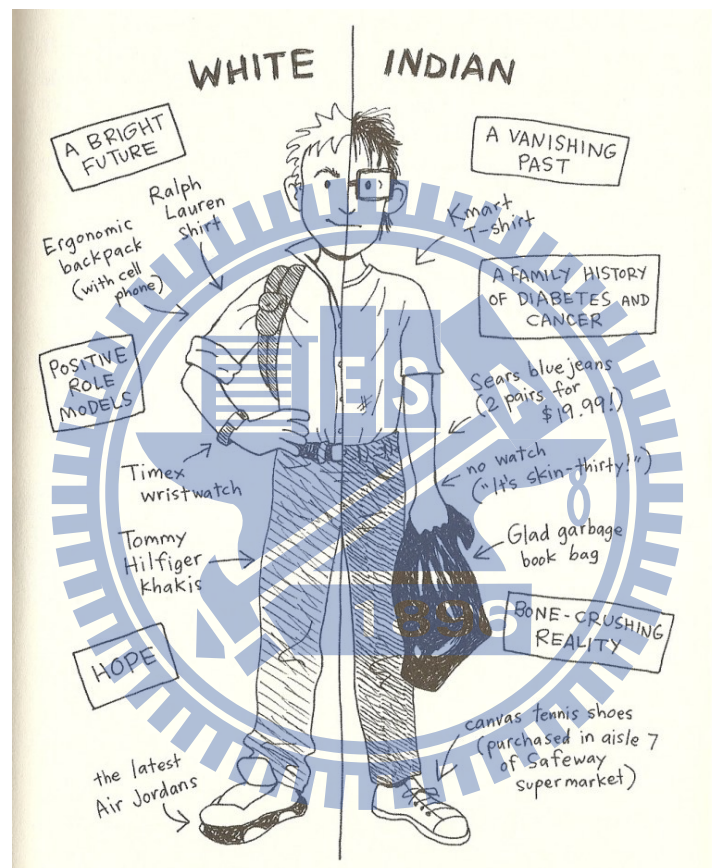 WHITE
INDIAN
A BRIGHT
FUTURE
Ralph
Lauren
Shirt
Ergonomic
backpack
(with cell
phone)
POSITIVE
ROLE
MODELS
Timex
wristwatch
Tommy
Hilfiger
Khakis
HOPE
the latest
Air Jordans
A VANISHING
PAST
Kmart
T-shirt
A FAMILY HISTORY
OF DIABETES AND
CANCER
Sears blue jeans
(2 pairs for
$19.99!)
no watch
("It's skin-thirty!")
Glad garbage
book bag
BONE-CRUSHING
REALITY
canvas tennis shoes
(purchased in aisle 7
of Safeway
supermarket)
ES
1896